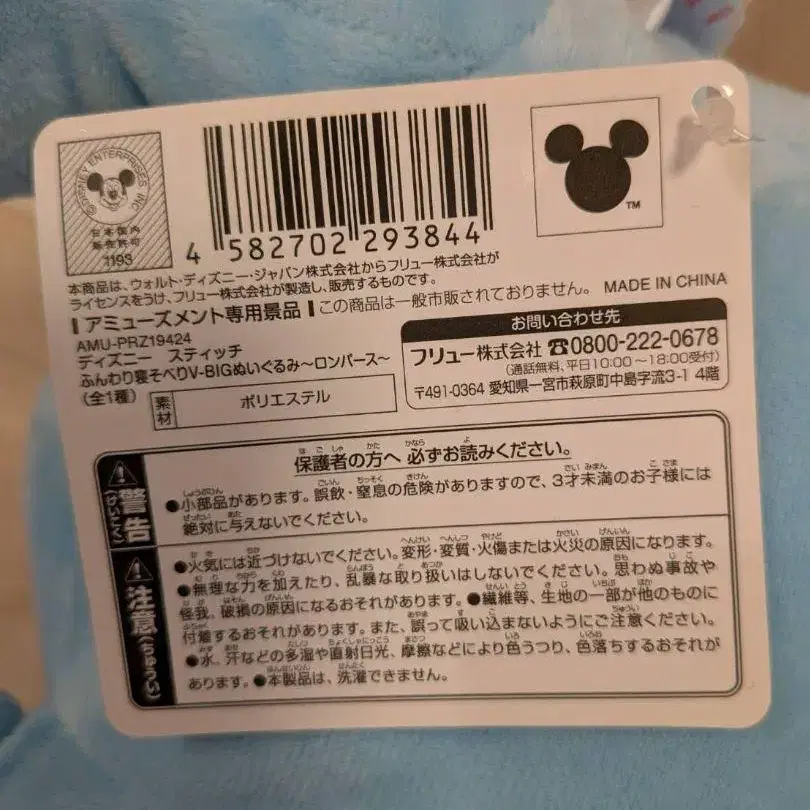 ©DISNEY ENTERPRISES, INC.
日本国内
販売許可
1193
4 582702 293844
TM
本商品は、ウォルト・ディズニー・ジャパン株式会社からフリュー株式会社が
ライセンスをうけ、フリュー株式会社が製造し、販売するものです。
アミューズメント専用景品 この商品は一般市販されておりません。 MADE IN CHINA
AMU-PRZ19424
ディズニー スティッチ
ふんわり寝そべりV-BIGぬいぐるみ～ロンパース～
(全1種)
素材 ポリエステル
お問い合わせ先
フリュー株式会社 ☎0800-222-0678
(通話無料、平日10:00～18:00受付)
〒491-0364 愛知県一宮市萩原町中島字流3-1 4階
保護者の方へ 必ずお読みください。
警告(けいこく)
●小部品があります。誤飲・窒息の危険がありますので、3才未満のお子様には
絶対に与えないでください。
注意(ちゅうい)
●火気には近づけないでください。変形・変質・火傷または火災の原因になります。
●無理な力を加えたり、乱暴な取り扱いはしないでください。思わぬ事故や
怪我、破損の原因になるおそれがあります。●繊維等、生地の一部が他のものに
付着するおそれがあります。また、誤って吸い込まないようにご注意ください。
●水、汗などの多湿や直射日光、摩擦などにより色うつり、色落ちするおそれが
あります。●本製品は、洗濯できません。